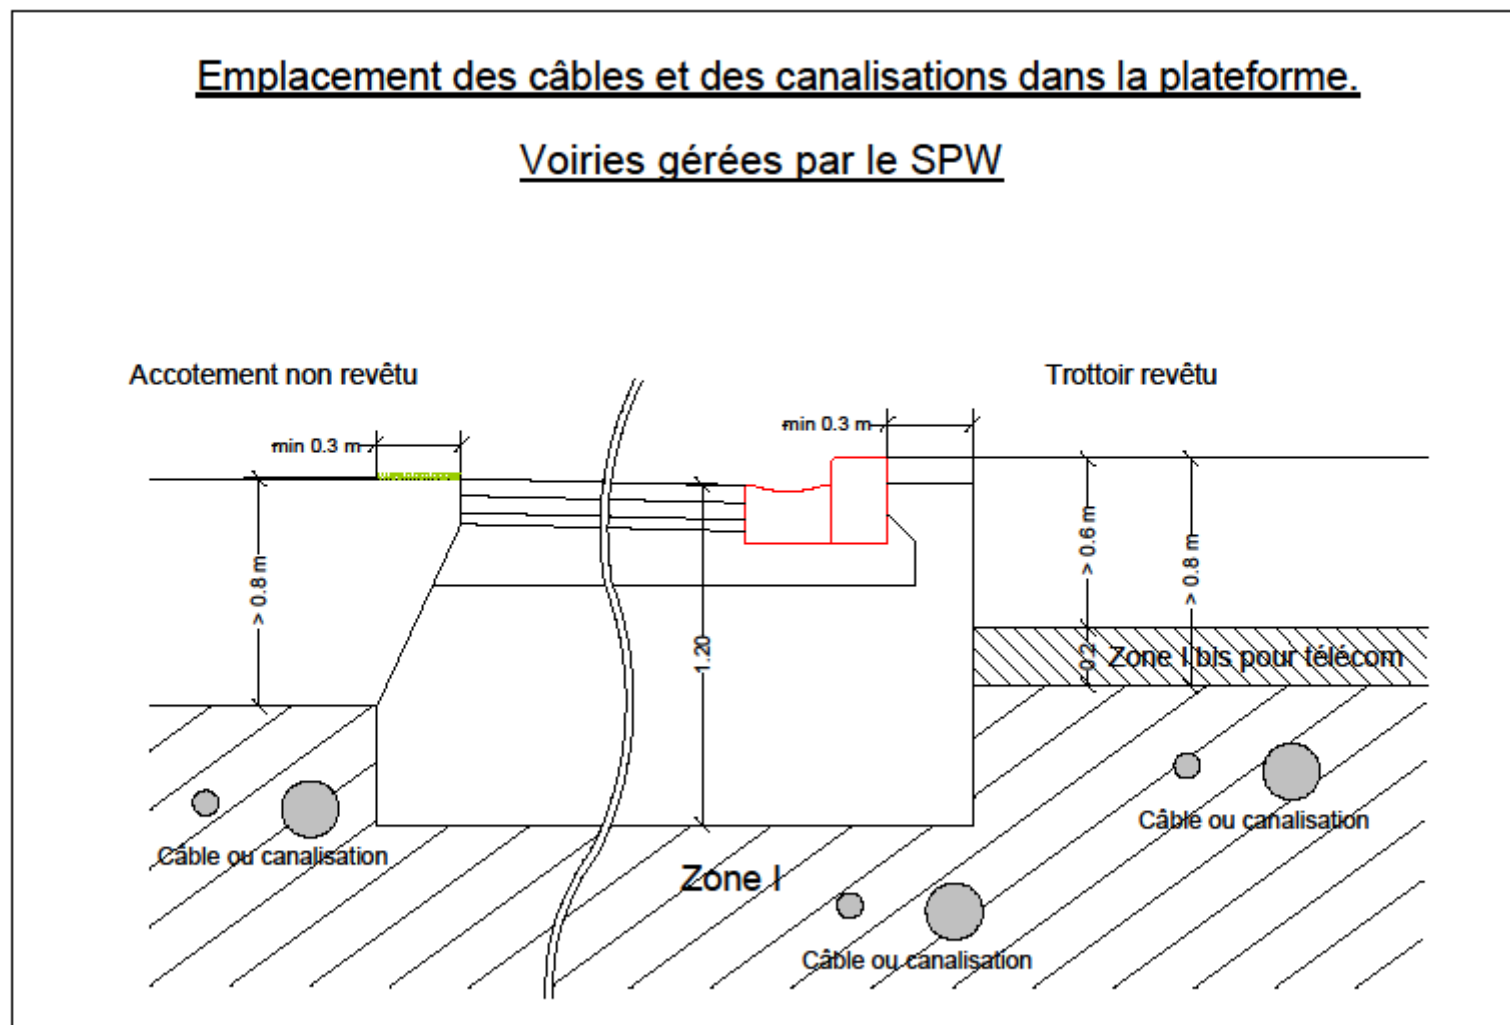 Emplacement des câbles et des canalisations dans la plateforme.
Voiries gérées par le SPW
Accotement non revêtu
Trottoir revêtu
min 0.3 m
min 0.3 m
> 0.8 m
1.20
> 0.6 m
> 0.8 m
0.2
Zone I bis pour télécom
Câble ou canalisation
Câble ou canalisation
Zone I
Câble ou canalisation